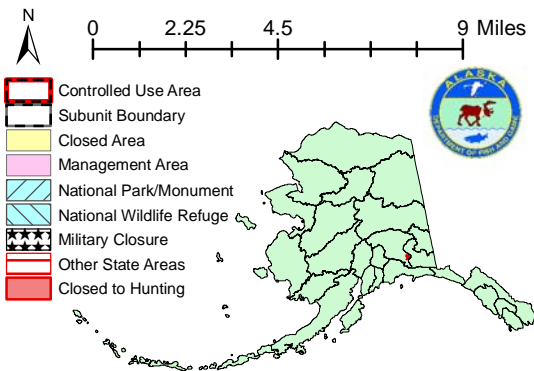 N
0 2.25 4.5 9 Miles
Controlled Use Area
Subunit Boundary
Closed Area
Management Area
National Park/Monument
National Wildlife Refuge
Military Closure
Other State Areas
Closed to Hunting
ALASKA
DEPARTMENT OF FISH AND GAME